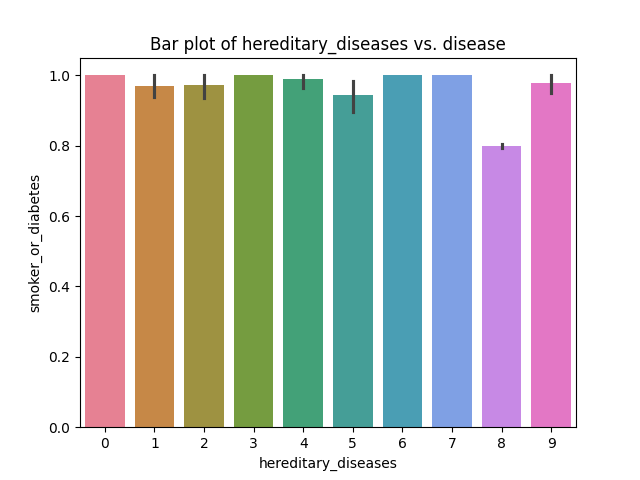 Bar plot of hereditary_diseases vs. disease
1.0
0.8
0.6
0.4
0.2
0.0
smoker_or_diabetes
0 1 2 3 4 5 6 7 8 9
hereditary_diseases